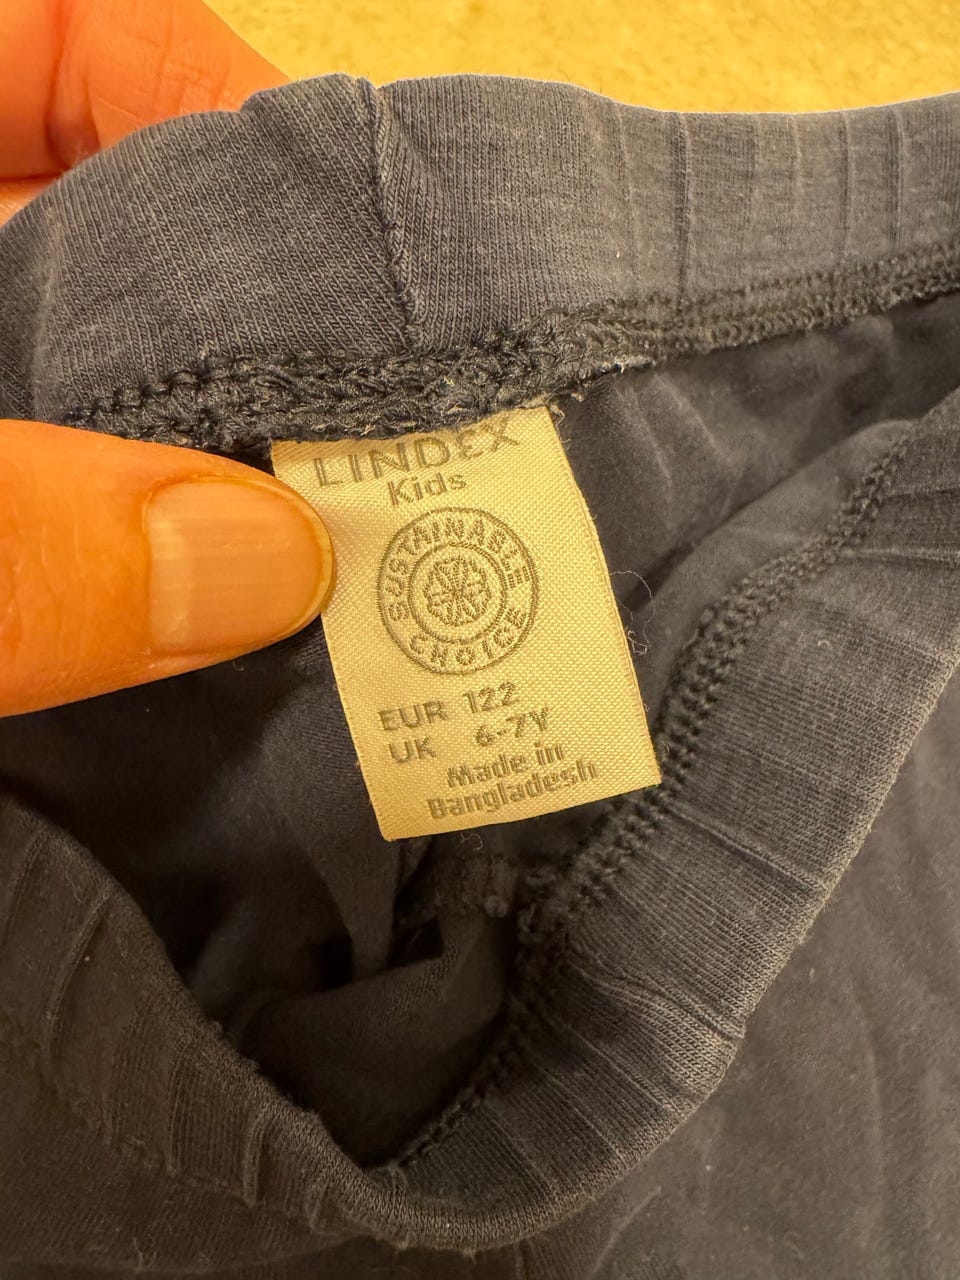 LINDEX
Kids
SUSTAINABLE
CHOICE
EUR 122
UK 6-7Y
Made in
Bangladesh